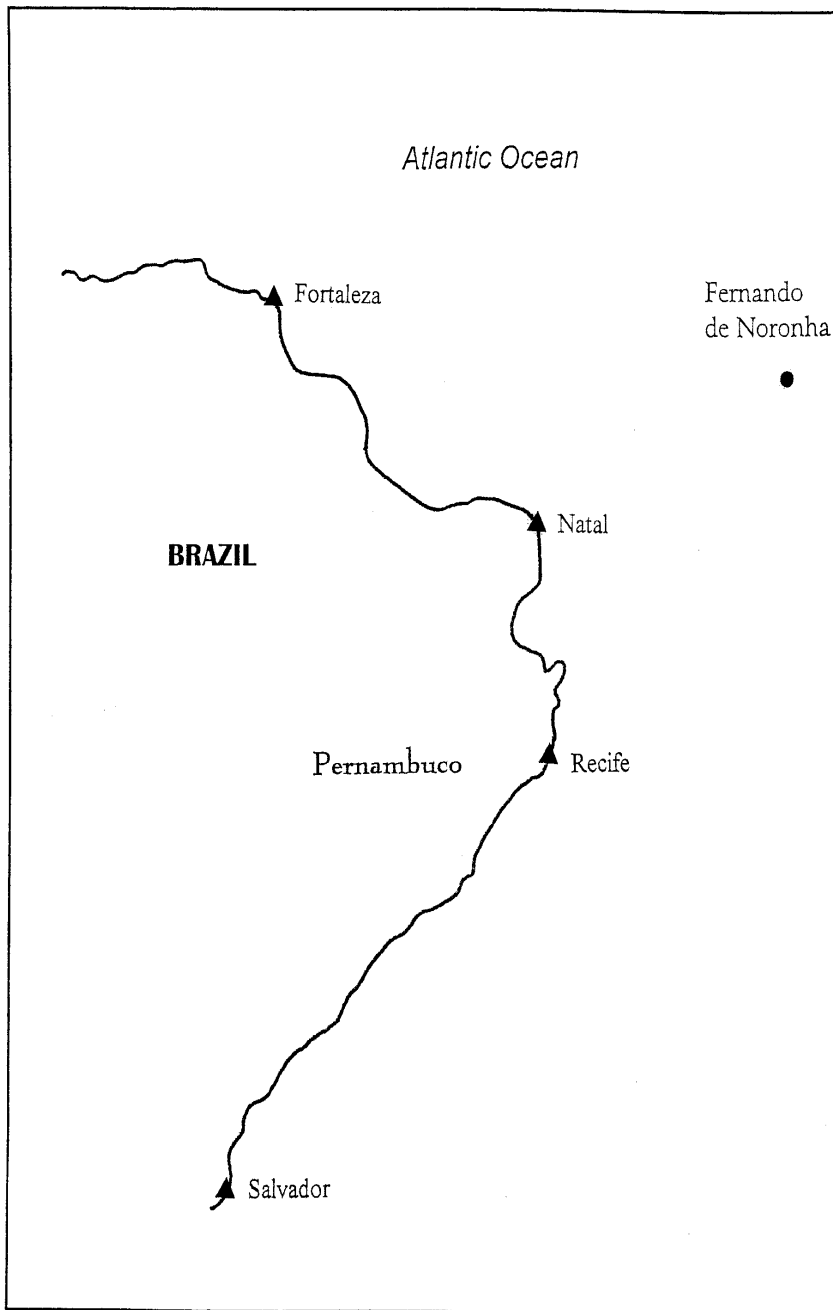 Atlantic Ocean
Fortaleza
Fernando
de Noronha
Natal
BRAZIL
Pernambuco
Recife
Salvador